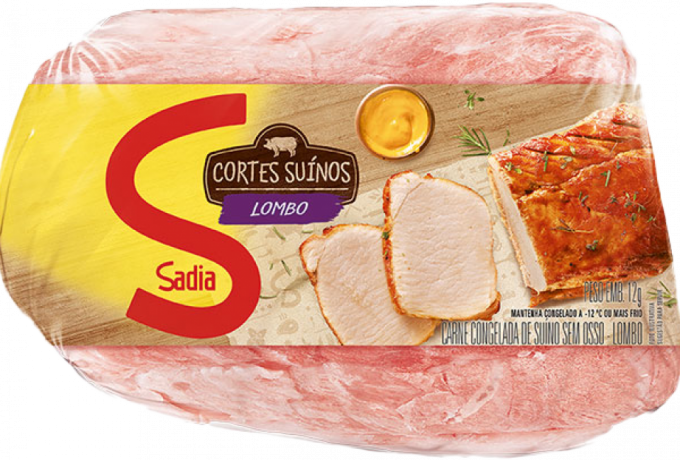 S
Sadia
CORTES SUÍNOS
LOMBO
PESO EMB. 12g
MANTENHA CONGELADO A -12 °C OU MAIS FRIO
CARNE CONGELADA DE SUINO SEM OSSO - LOMBO